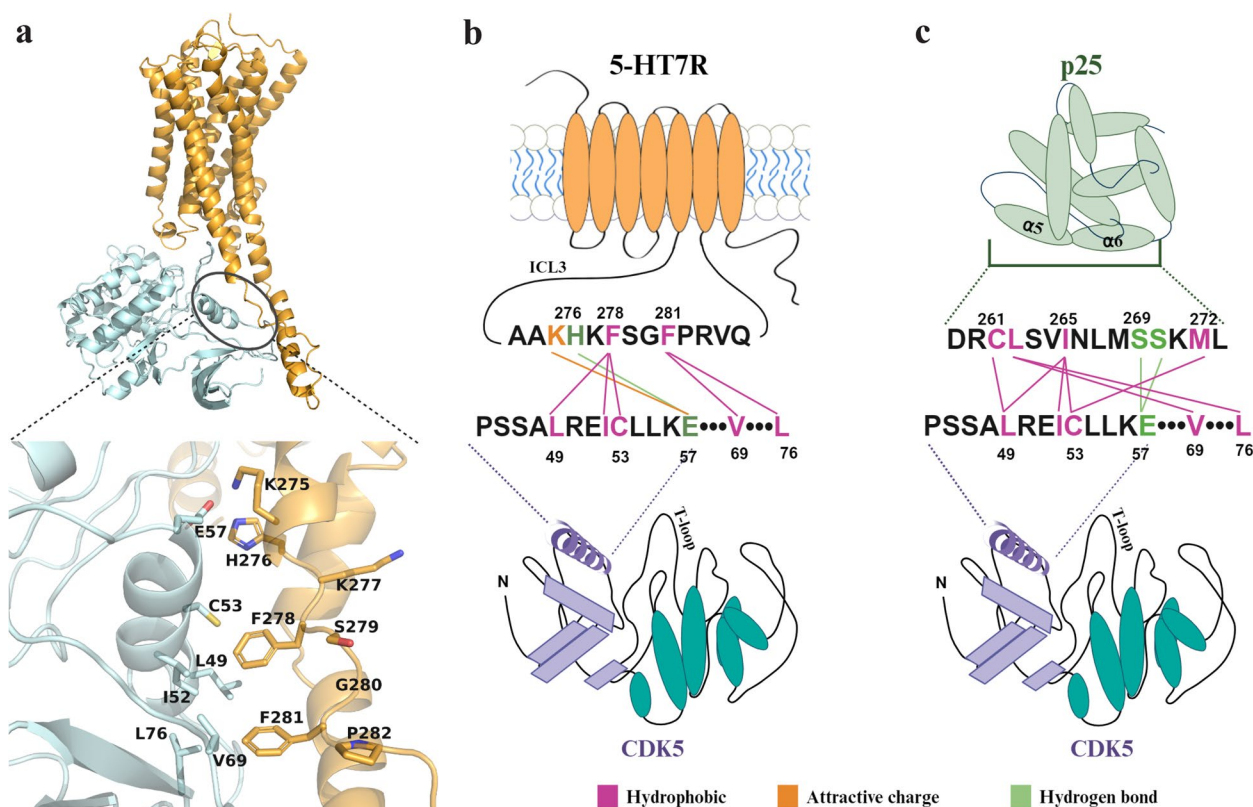 a
K275
E57
H276
K277
C53
F278
S279
L49
G280
I52
F281
L76
P282
V69
b
5-HT7R
ICL3
276 278 281
AAKHKFSGFPRVQ
PSSALREICLLKE•••V•••L
49 53 57 69 76
T-loop
N
CDK5
c
p25
α5
α6
261 265 269 272
DRCLSVINLMSSKML
PSSALREICLLKE•••V•••L
49 53 57 69 76
T-loop
N
CDK5
Hydrophobic Attractive charge Hydrogen bond